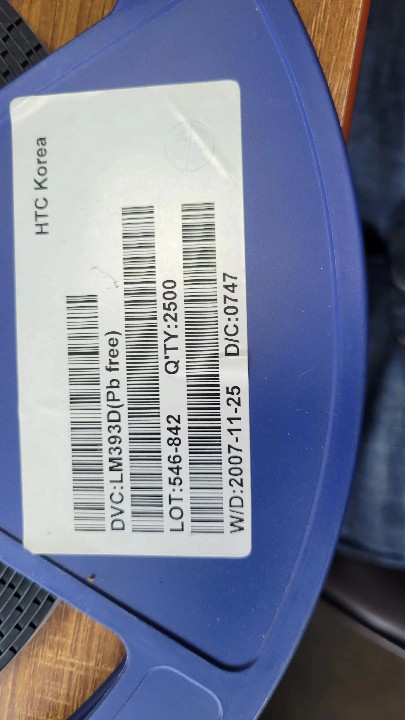 HTC Korea
DVC:LM393D(Pb free)
LOT:546-842 Q'TY:2500
W/D:2007-11-25 D/C:0747